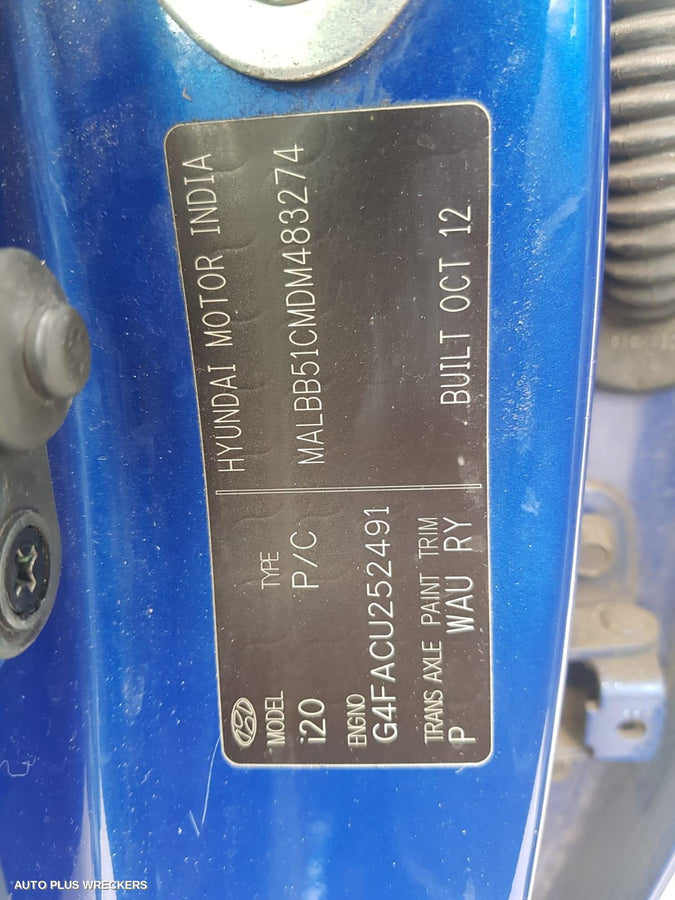 HYUNDAI MOTOR INDIA
MODEL TYPE
i20 P/C MALBB51CMDM483274
ENGNO
G4FACU252491
TRANS AXLE PAINT TRIM
P WAU RY BUILT OCT 12
AUTO PLUS WRECKERS